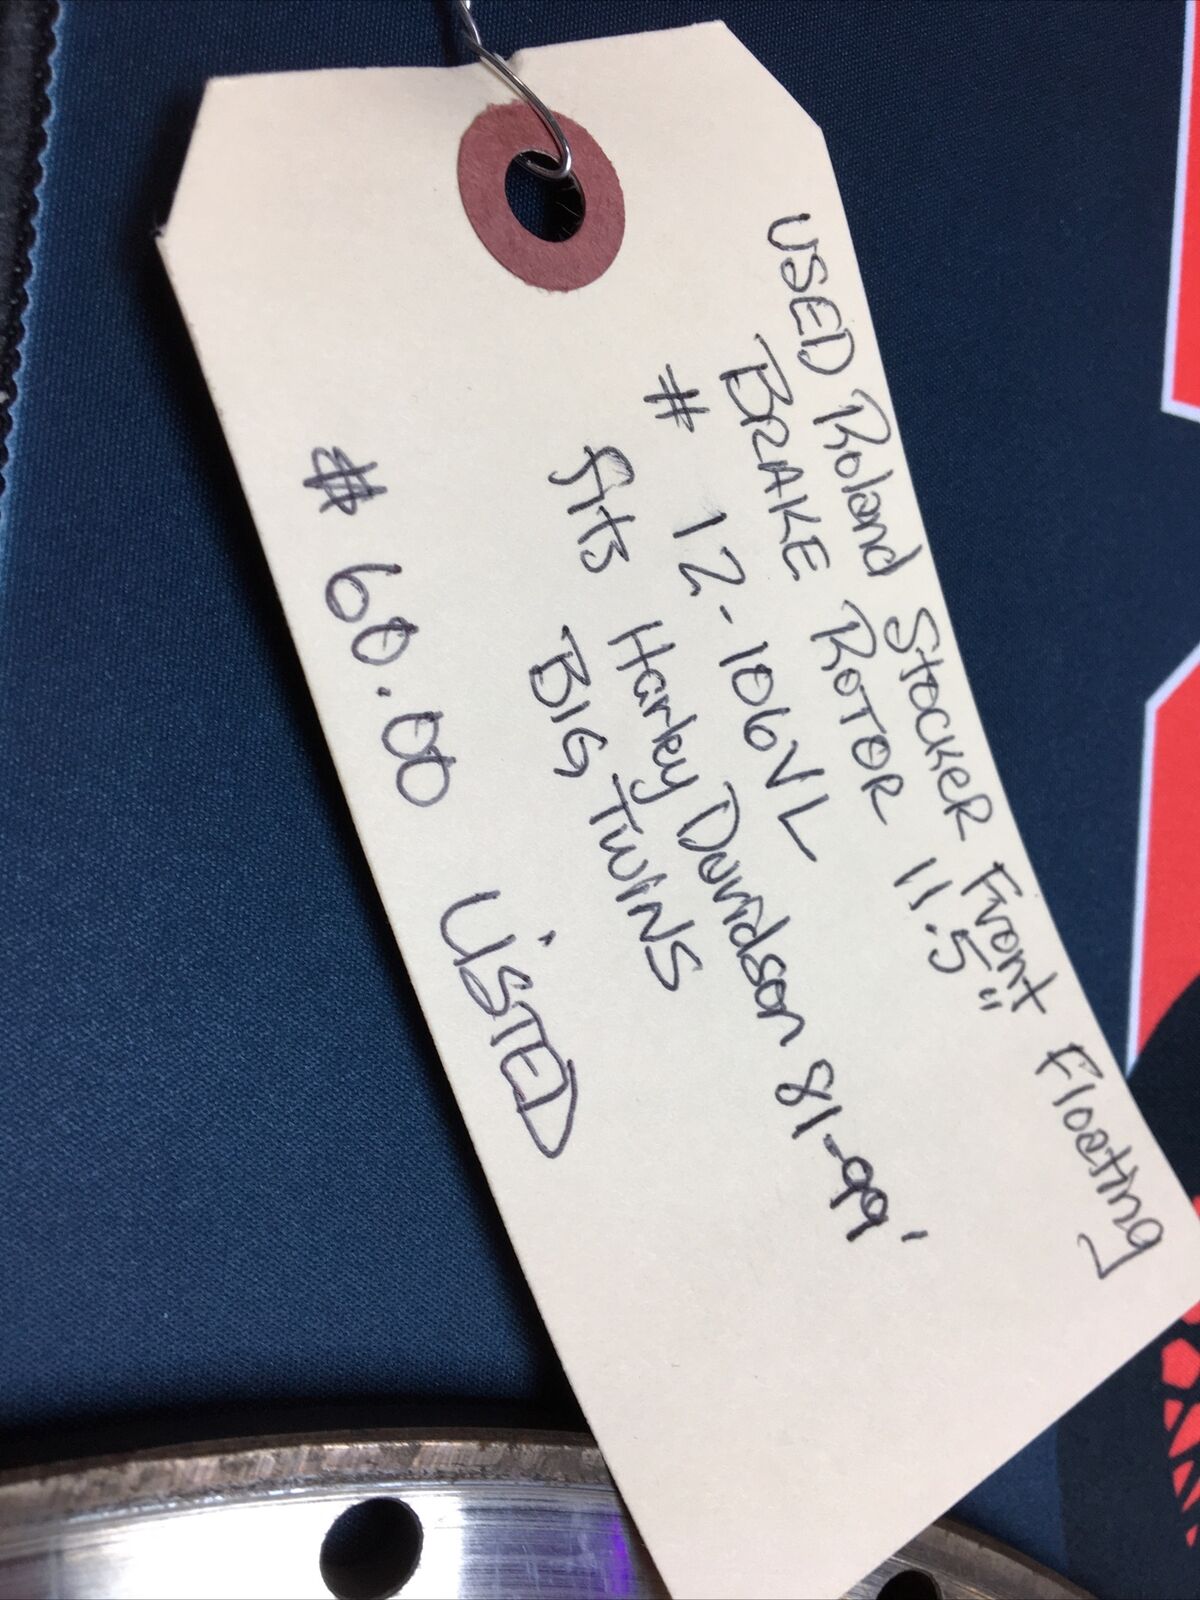 USED Roland Stocker Front Floating
BRAKE ROTOR 11.5"
# 12-106VL
fits Harley Davidson 81-99'
BIG TWINS
$ 60.00 LISTED